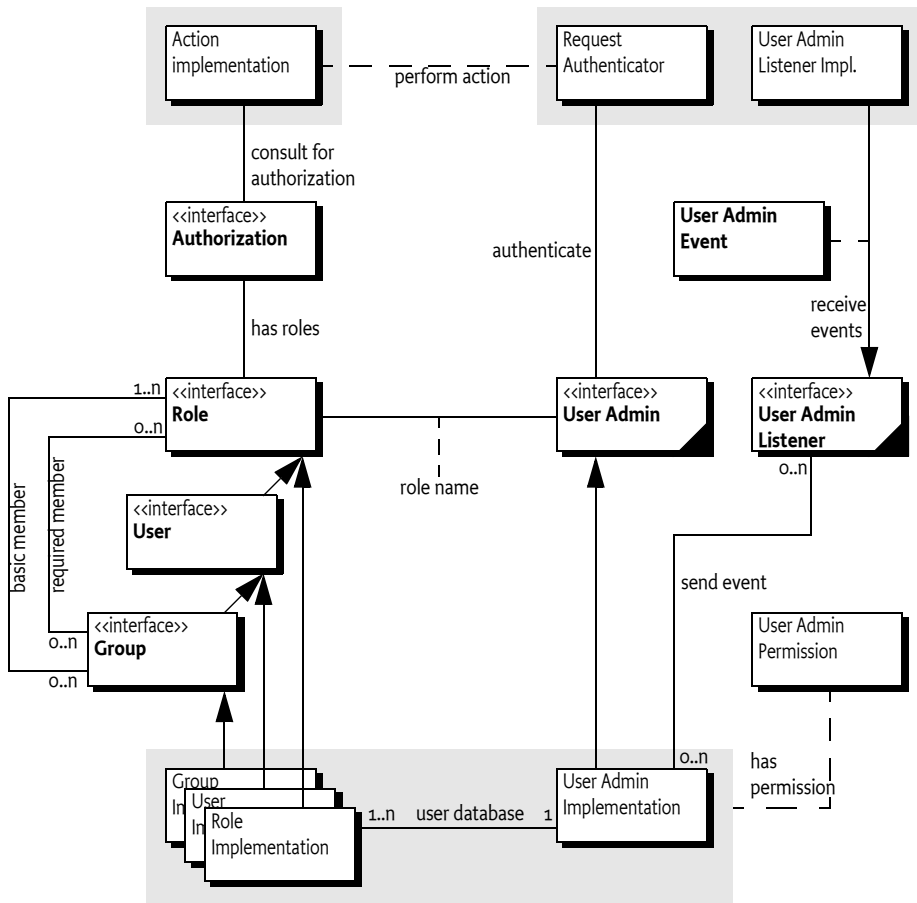 Action
implementation
Request
Authenticator
User Admin
Listener Impl.
perform action
consult for
authorization
<<interface>>
Authorization
User Admin
Event
authenticate
receive
events
has roles
1..n
<<interface>>
Role
<<interface>>
User Admin
<<interface>>
User Admin
Listener
0..n
0..n
role name
basic member
required member
<<interface>>
User
send event
<<interface>>
Group
0..n
0..n
User Admin
Permission
0..n
has
permission
Group
User
Role
Implementation
1..n
user database
1
User Admin
Implementation